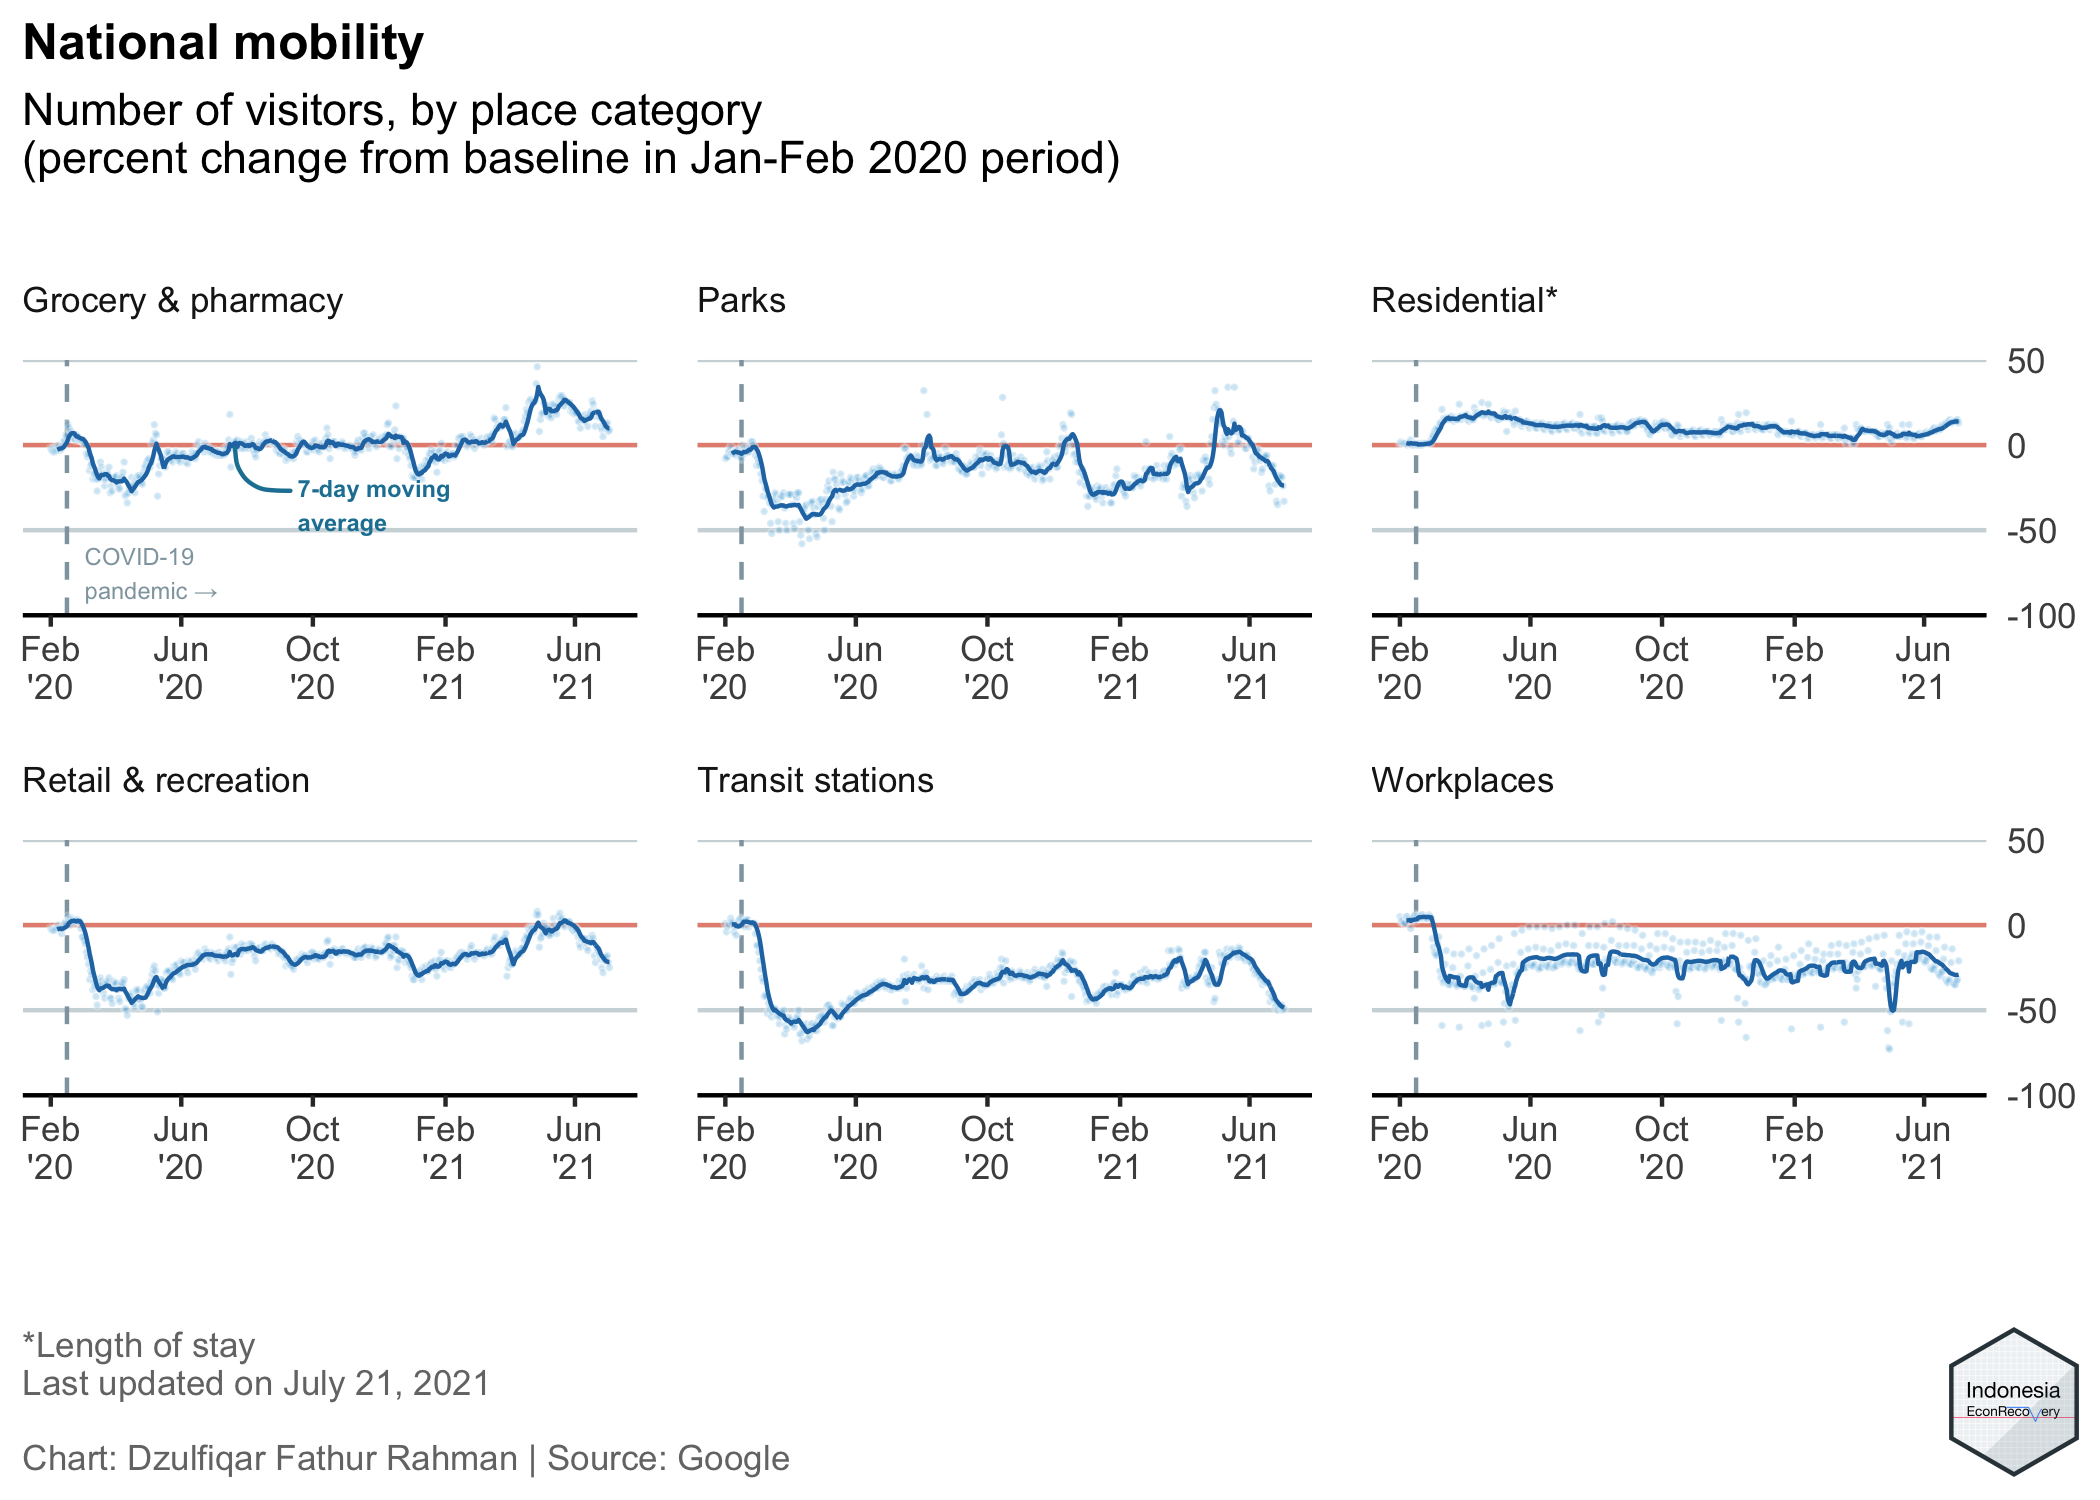 National mobility
Number of visitors, by place category
(percent change from baseline in Jan-Feb 2020 period)
Grocery & pharmacy
Parks
Residential*
50
0
-50
-100
7-day moving
average
COVID-19
pandemic →
Feb Jun Oct Feb Jun
'20 '20 '20 '21 '21
Feb Jun Oct Feb Jun
'20 '20 '20 '21 '21
Feb Jun Oct Feb Jun
'20 '20 '20 '21 '21
Retail & recreation
Transit stations
Workplaces
50
0
-50
-100
Feb Jun Oct Feb Jun
'20 '20 '20 '21 '21
Feb Jun Oct Feb Jun
'20 '20 '20 '21 '21
Feb Jun Oct Feb Jun
'20 '20 '20 '21 '21
*Length of stay
Last updated on July 21, 2021
Chart: Dzulfiqar Fathur Rahman | Source: Google
Indonesia
EconRecovery